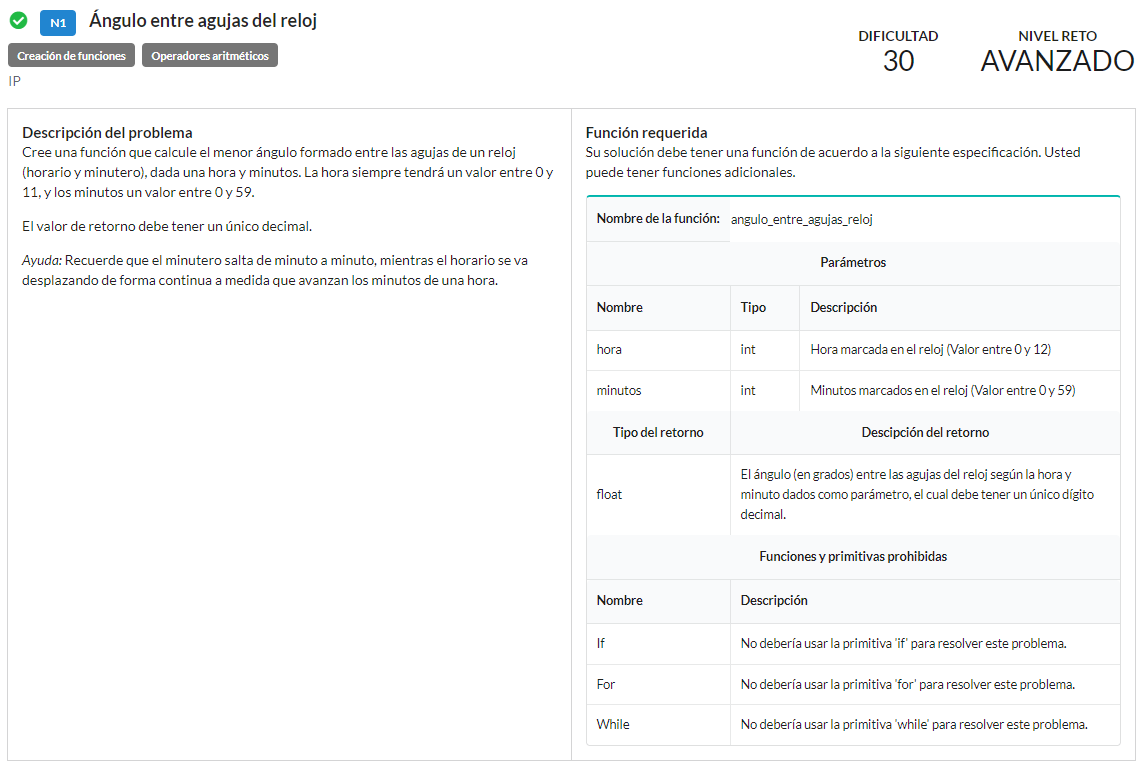 N1 Ángulo entre agujas del reloj
Creación de funciones Operadores aritméticos
IP
DIFICULTAD
30
NIVEL RETO
AVANZADO
Descripción del problema
Cree una función que calcule el menor ángulo formado entre las agujas de un reloj
(horario y minutero), dada una hora y minutos. La hora siempre tendrá un valor entre 0 y
11, y los minutos un valor entre 0 y 59.
El valor de retorno debe tener un único decimal.
Ayuda: Recuerde que el minutero salta de minuto a minuto, mientras el horario se va
desplazando de forma continua a medida que avanzan los minutos de una hora.
Función requerida
Su solución debe tener una función de acuerdo a la siguiente especificación. Usted
puede tener funciones adicionales.
Nombre de la función: angulo_entre_agujas_reloj
Parámetros
Nombre Tipo Descripción
hora int Hora marcada en el reloj (Valor entre 0 y 12)
minutos int Minutos marcados en el reloj (Valor entre 0 y 59)
Tipo del retorno Descipción del retorno
float El ángulo (en grados) entre las agujas del reloj según la hora y
minuto dados como parámetro, el cual debe tener un único dígito
decimal.
Funciones y primitivas prohibidas
Nombre Descripción
If No debería usar la primitiva 'if' para resolver este problema.
For No debería usar la primitiva 'for' para resolver este problema.
While No debería usar la primitiva 'while' para resolver este problema.